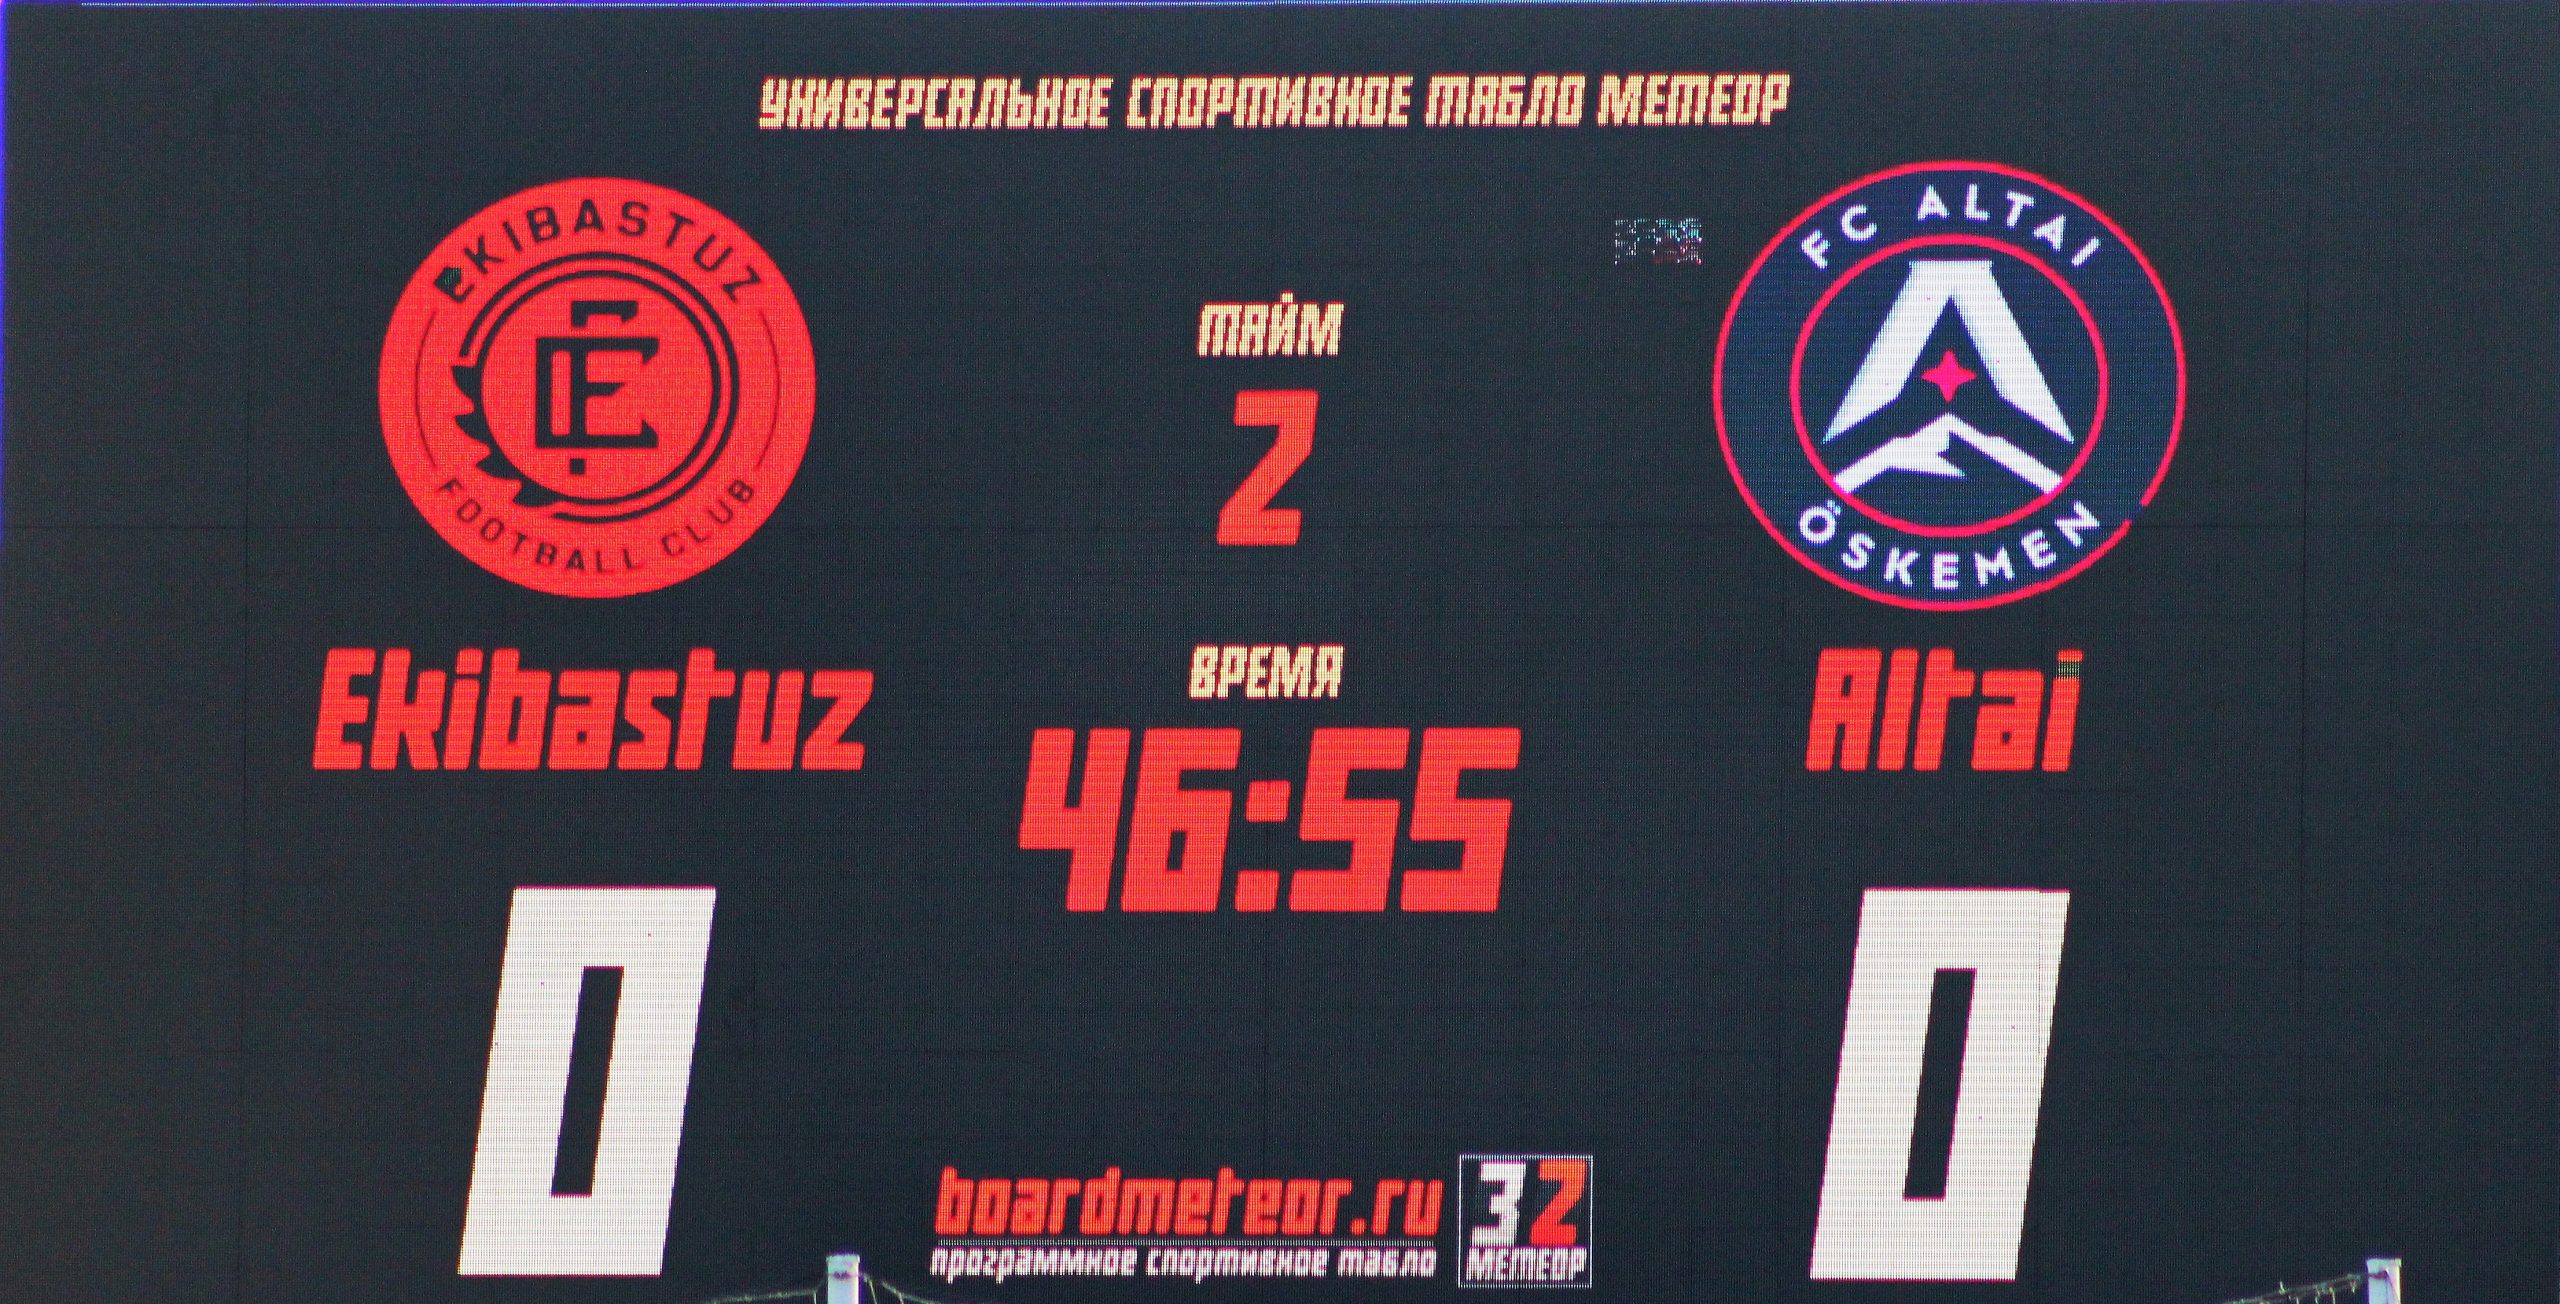 УНИВЕРСАЛЬНОЕ СПОРТИВНОЕ ТАБЛО МЕТЕОР
EKIBASTUZ
FOOTBALL CLUB
FC ALTAI
ÖSKEMEN
ТАЙМ
2
Ekibastuz
ВРЕМЯ
46:55
Altai
0
0
boardmeteor.ru
программное спортивное табло
32
МЕТЕОР